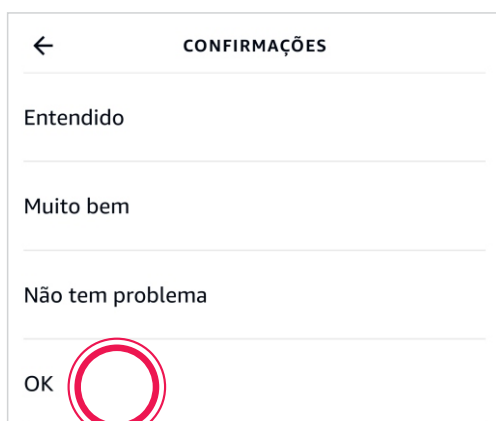 CONFIRMAÇÕES
Entendido
Muito bem
Não tem problema
OK